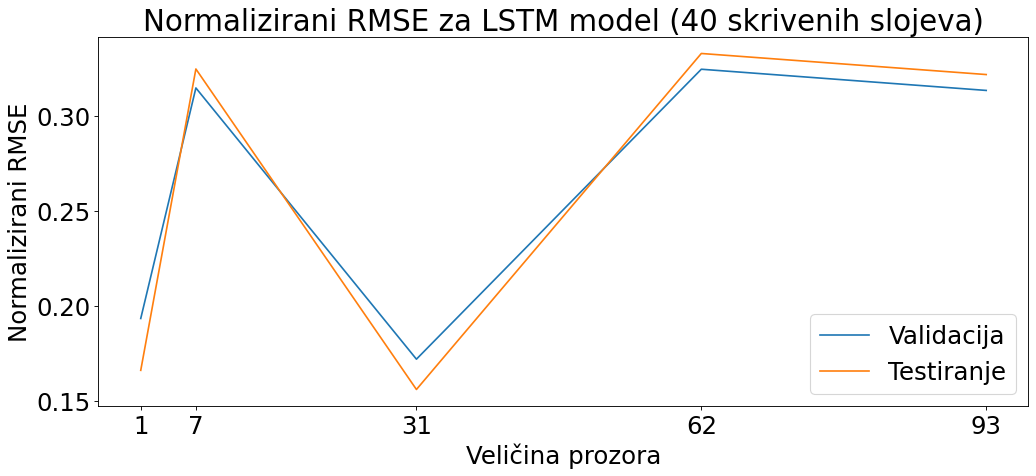 Normalizirani RMSE za LSTM model (40 skrivenih slojeva)
Normalizirani RMSE
0.30
0.25
0.20
0.15
1 7 31 62 93
Veličina prozora
Validacija
Testiranje